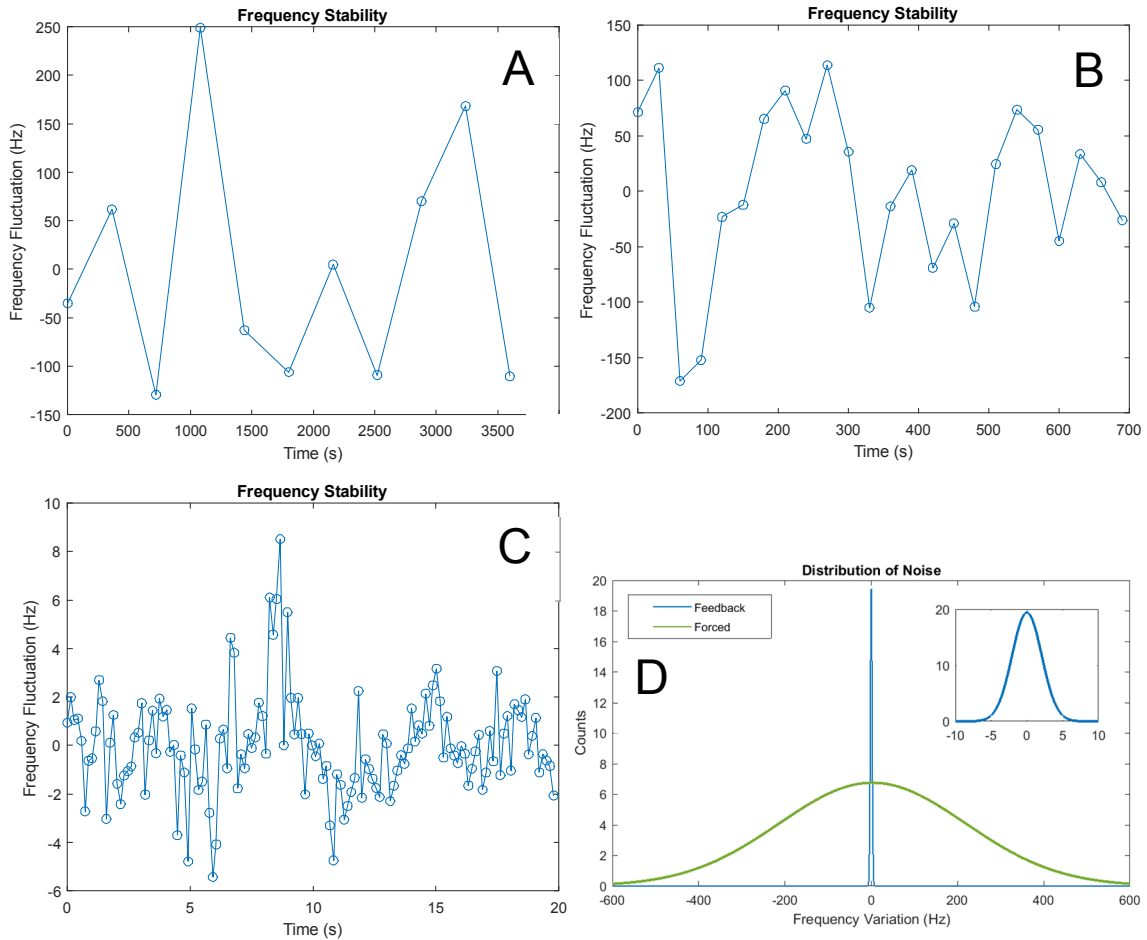 Frequency Stability
A
250
200
150
100
50
0
-50
-100
-150
Frequency Fluctuation (Hz)
0 500 1000 1500 2000 2500 3000 3500
Time (s)
Frequency Stability
B
150
100
50
0
-50
-100
-150
-200
Frequency Fluctuation (Hz)
0 100 200 300 400 500 600 700
Time (s)
Frequency Stability
C
10
8
6
4
2
0
-2
-4
-6
Frequency Fluctuation (Hz)
0 5 10 15 20
Time (s)
Distribution of Noise
D
20
18
16
14
12
10
8
6
4
2
0
Counts
Feedback
Forced
20
10
0
-10 -5 0 5 10
-600 -400 -200 0 200 400 600
Frequency Variation (Hz)